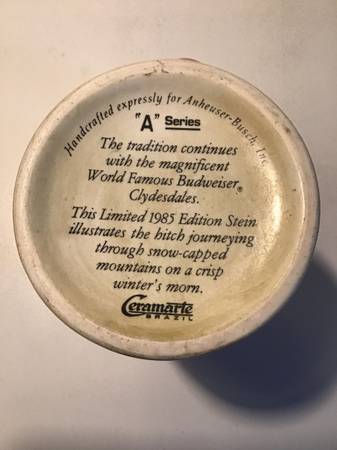 Handcrafted expressly for Anheuser-Busch, Inc.
"A" Series
The tradition continues
with the magnificent
World Famous Budweiser®
Clydesdales.
This Limited 1985 Edition Stein
illustrates the hitch journeying
through snow-capped
mountains on a crisp
winter's morn.
Ceramarte
BRAZIL